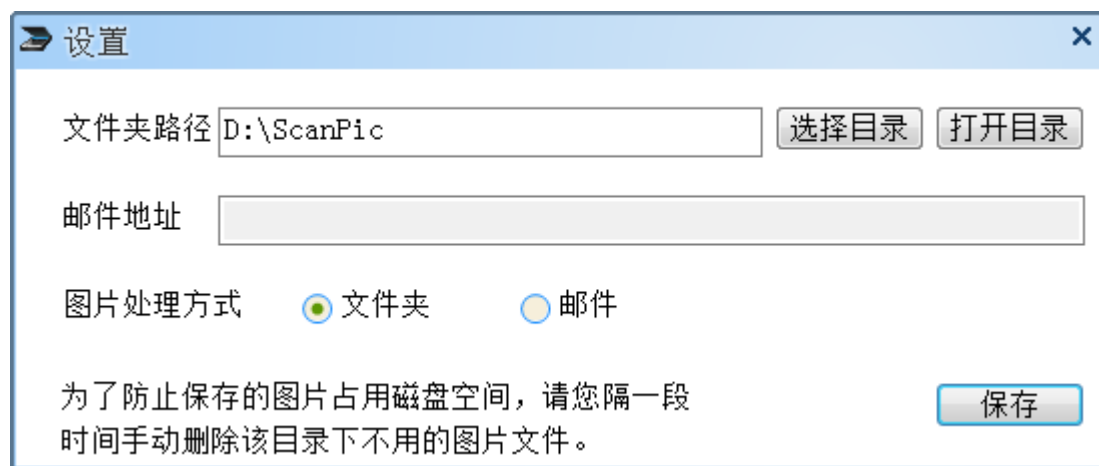 设置
文件夹路径 D:\ScanPic 选择目录 打开目录
邮件地址
图片处理方式 文件夹 邮件
为了防止保存的图片占用磁盘空间，请您隔一段
时间手动删除该目录下不用的图片文件。
保存